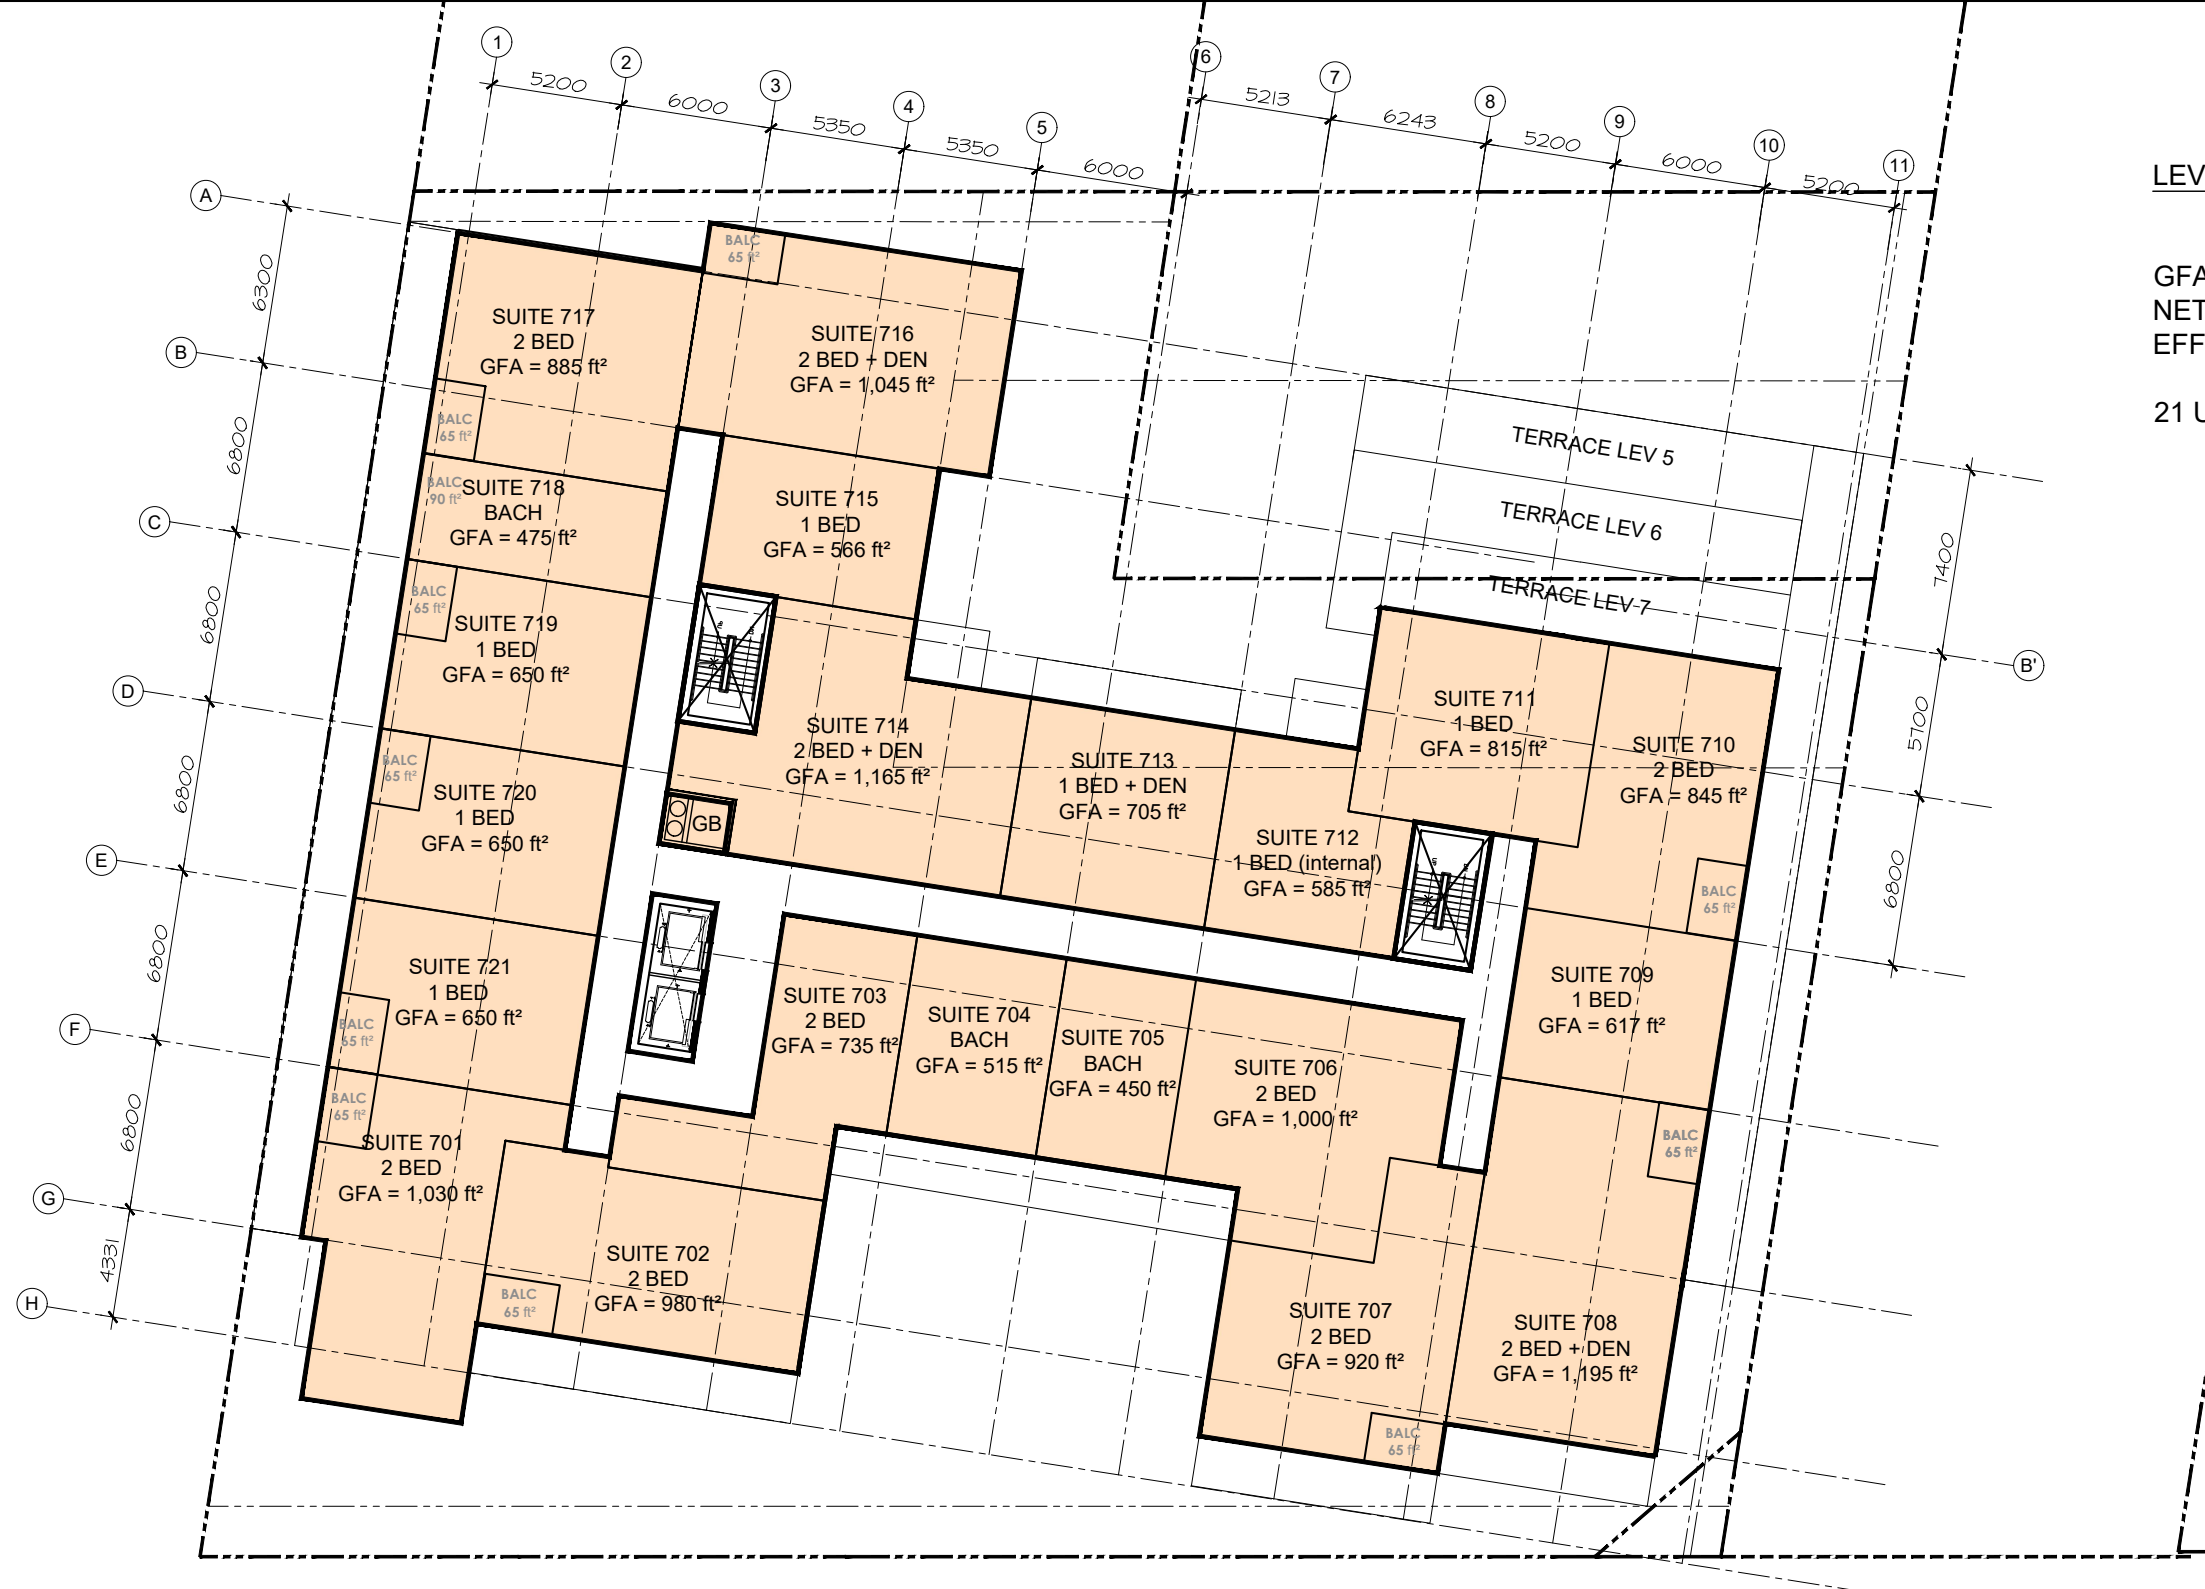 1
2
3
4
5
6
7
8
9
10
11
5200
6000
5350
5350
6000
5213
6243
5200
6000
5200
A
B
C
D
E
F
G
H
B'
6300
6800
6800
6800
6800
6800
4331
7400
5700
6800
LEV
GFA
NET
EFF
21 U
BALC
65 ft²
SUITE 717
2 BED
GFA = 885 ft²
SUITE 716
2 BED + DEN
GFA = 1,045 ft²
BALC
65 ft²
TERRACE LEV 5
TERRACE LEV 6
TERRACE LEV 7
BALC
90 ft²
SUITE 718
BACH
GFA = 475 ft²
SUITE 715
1 BED
GFA = 566 ft²
BALC
65 ft²
SUITE 719
1 BED
GFA = 650 ft²
SUITE 714
2 BED + DEN
GFA = 1,165 ft²
SUITE 713
1 BED + DEN
GFA = 705 ft²
SUITE 711
1 BED
GFA = 815 ft²
SUITE 710
2 BED
GFA = 845 ft²
BALC
65 ft²
SUITE 720
1 BED
GFA = 650 ft²
GB
SUITE 712
1 BED (internal)
GFA = 585 ft²
BALC
65 ft²
SUITE 721
1 BED
GFA = 650 ft²
BALC
65 ft²
SUITE 703
2 BED
GFA = 735 ft²
SUITE 704
BACH
GFA = 515 ft²
SUITE 705
BACH
GFA = 450 ft²
SUITE 706
2 BED
GFA = 1,000 ft²
SUITE 709
1 BED
GFA = 617 ft²
BALC
65 ft²
BALC
65 ft²
SUITE 701
2 BED
GFA = 1,030 ft²
SUITE 702
2 BED
GFA = 980 ft²
BALC
65 ft²
SUITE 707
2 BED
GFA = 920 ft²
SUITE 708
2 BED + DEN
GFA = 1,195 ft²
BALC
65 ft²